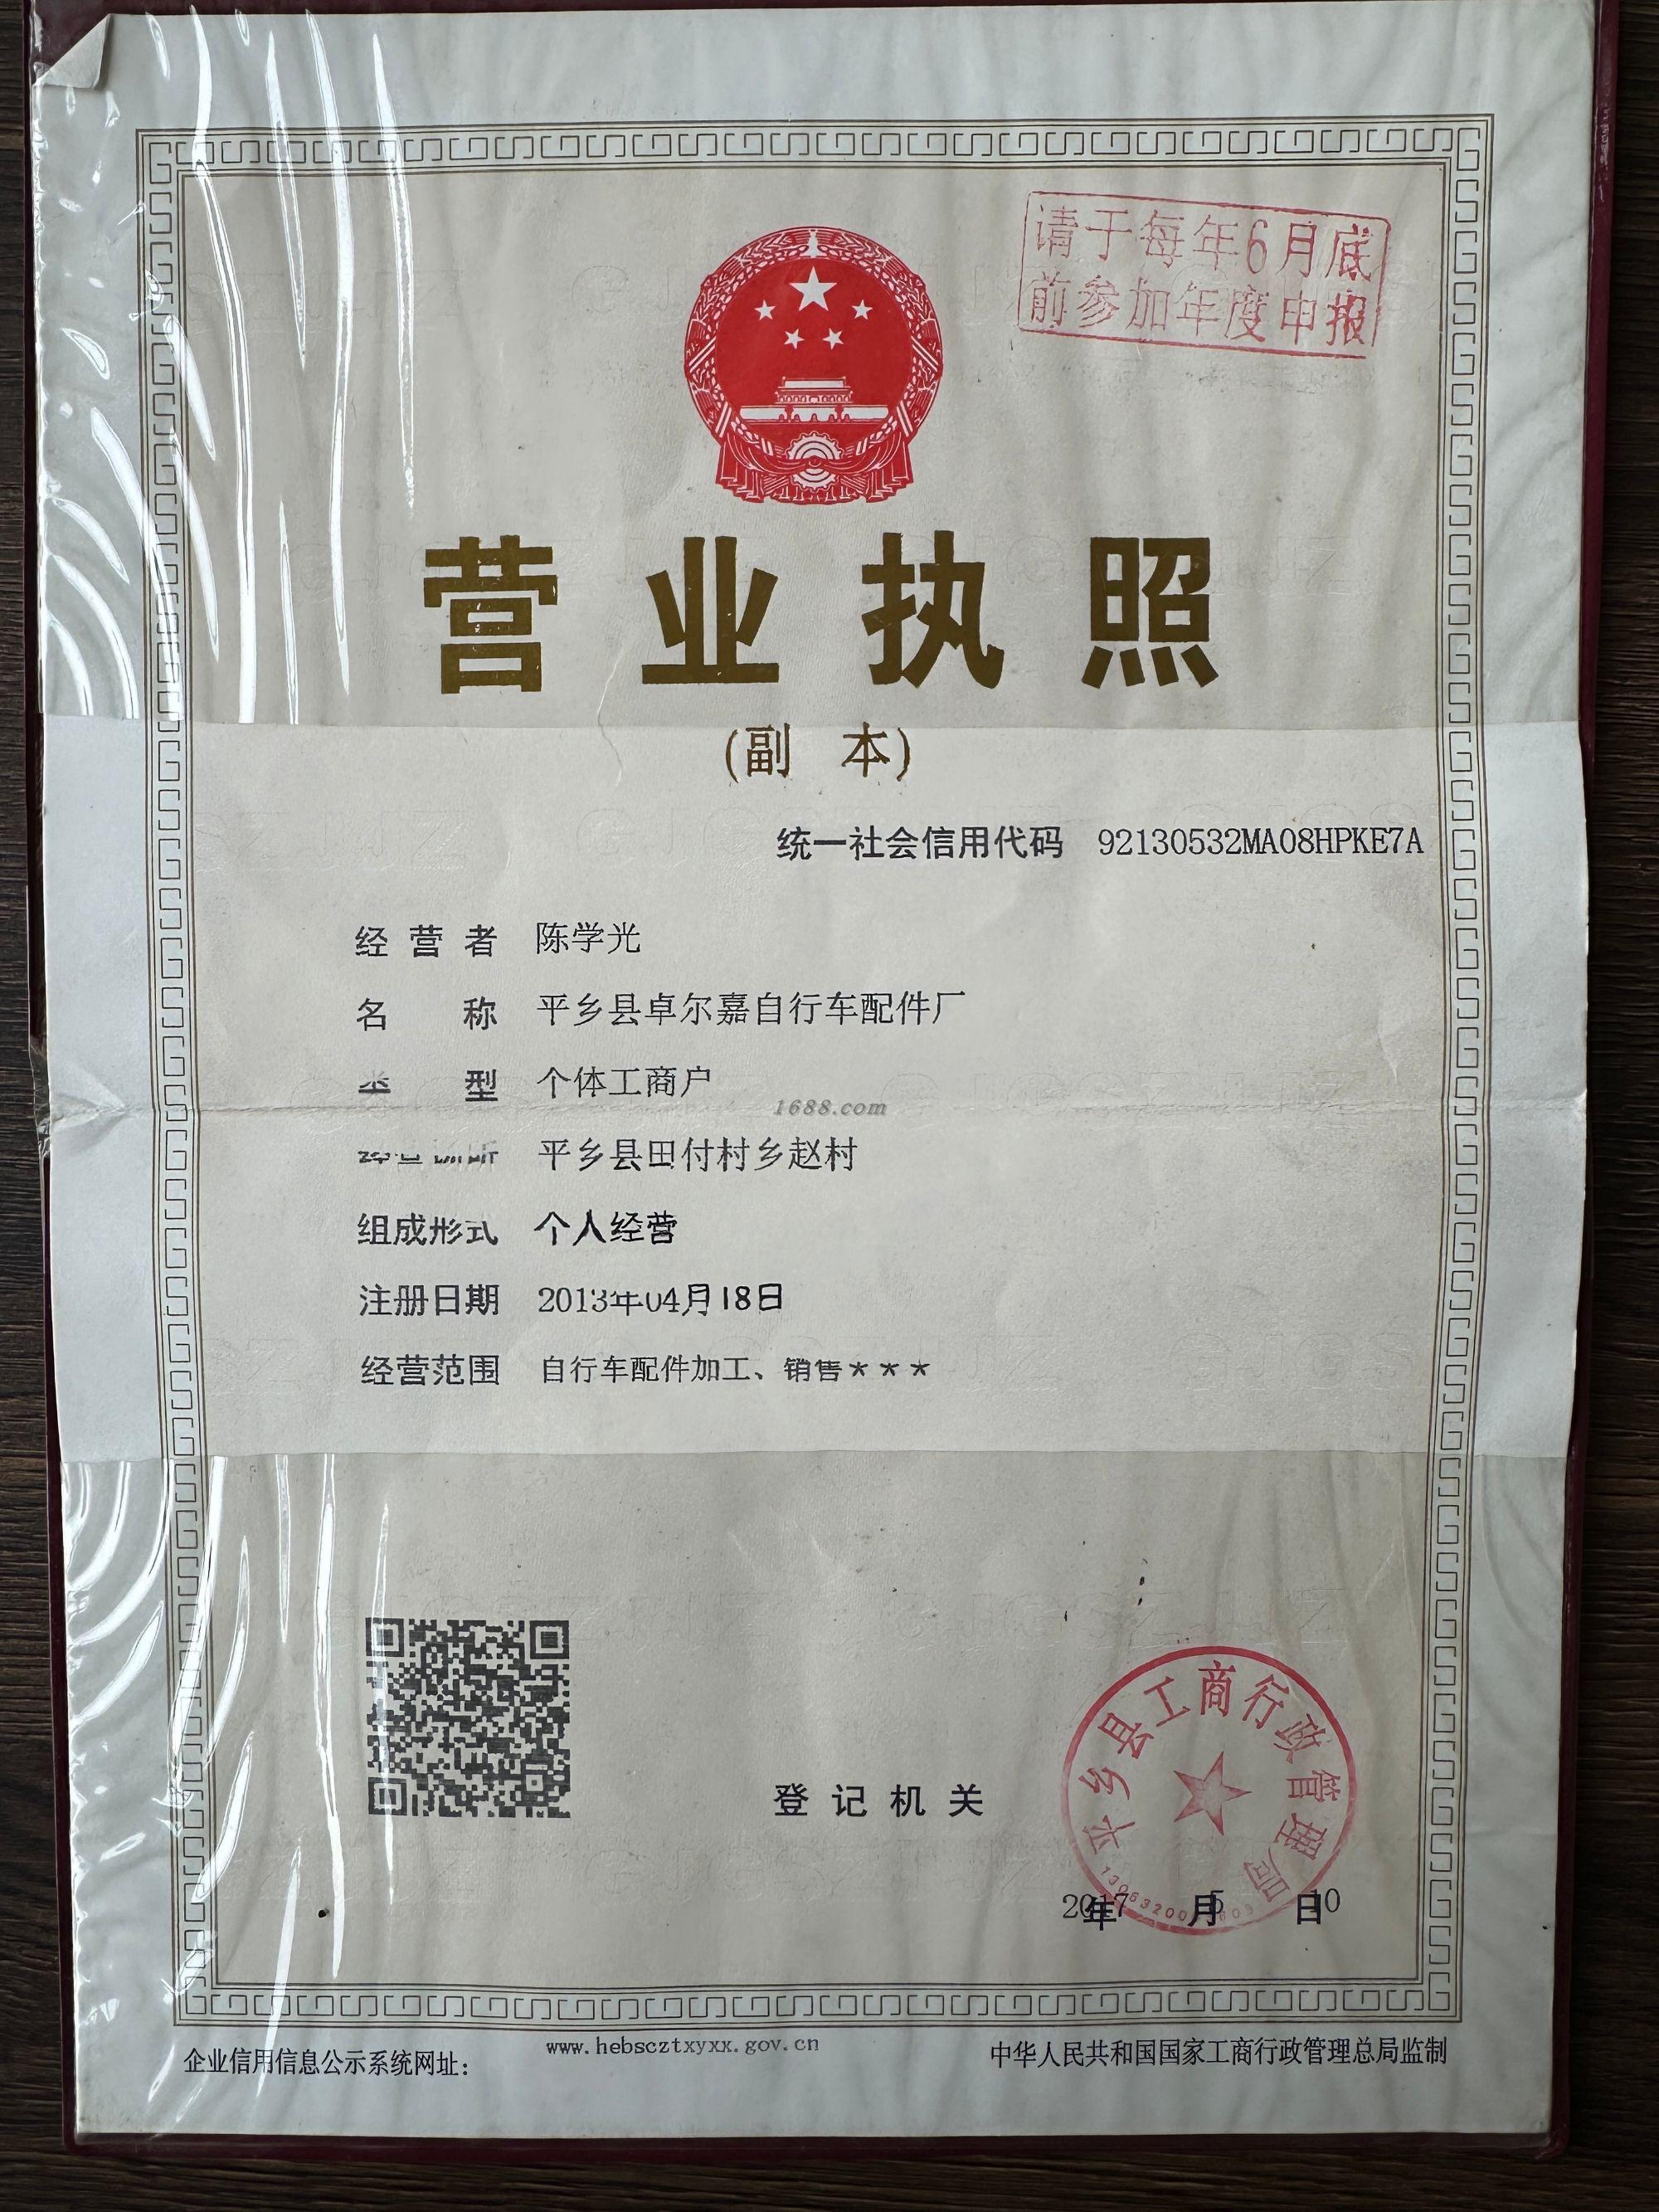 请于每年6月底
前参加年度申报
营业执照
(副 本)
统一社会信用代码 92130532MA08HPKE7A
经营者 陈学光
名 称 平乡县卓尔嘉自行车配件厂
型 个体工商户
1688.com
平乡县田付村乡赵村
组成形式 个人经营
注册日期 2013年04月18日
经营范围 自行车配件加工、销售***
平乡县工商行政管理局
登记机关
2017年 5月 10日
企业信用信息公示系统网址: www.hebscztxyxx.gov.cn 中华人民共和国国家工商行政管理总局监制